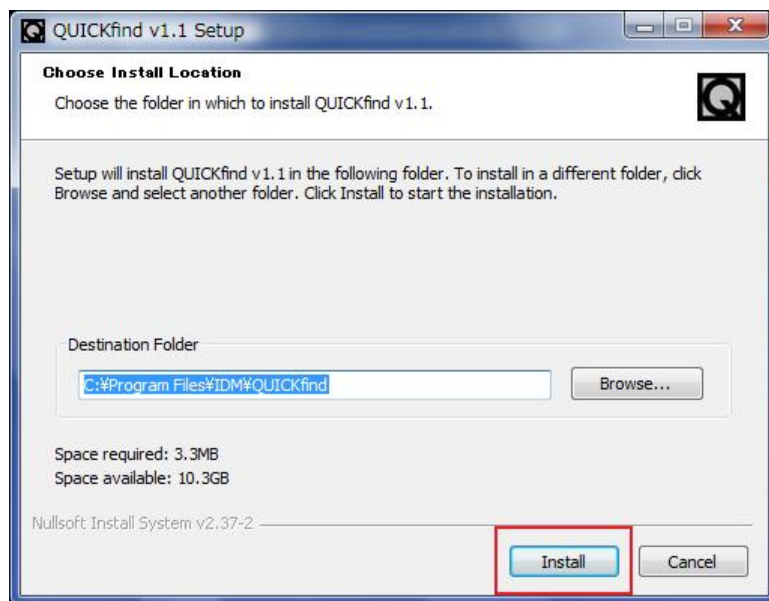 QUICKfind v1.1 Setup
Choose Install Location
Choose the folder in which to install QUICKfind v1.1.
Setup will install QUICKfind v1.1 in the following folder. To install in a different folder, click
Browse and select another folder. Click Install to start the installation.
Destination Folder
C:¥Program Files¥IDM¥QUICKfind
Browse...
Space required: 3.3MB
Space available: 10.3GB
Nullsoft Install System v2.37-2
Install
Cancel